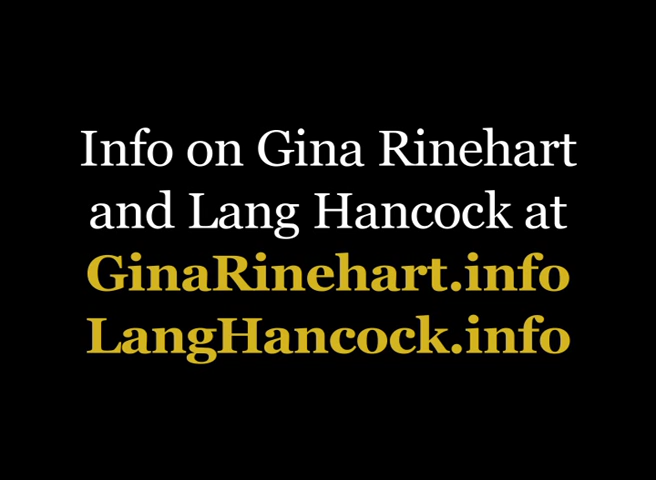 Info on Gina Rinehart
and Lang Hancock at
GinaRinehart.info
LangHancock.info